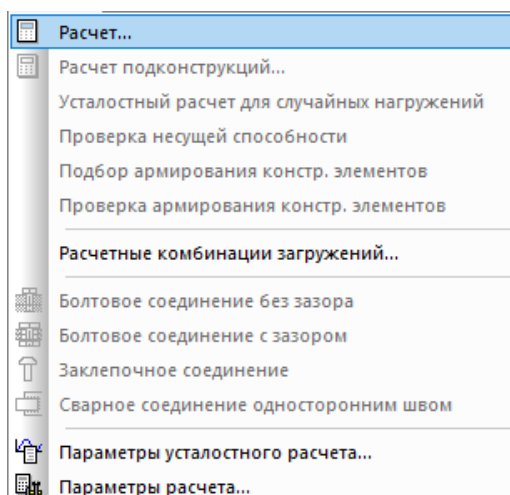 Расчет...
Расчет подконструкций...
Усталостный расчет для случайных нагружений
Проверка несущей способности
Подбор армирования констр. элементов
Проверка армирования констр. элементов
Расчетные комбинации загружений...
Болтовое соединение без зазора
Болтовое соединение с зазором
Заклепочное соединение
Сварное соединение односторонним швом
Параметры усталостного расчета...
Параметры расчета...